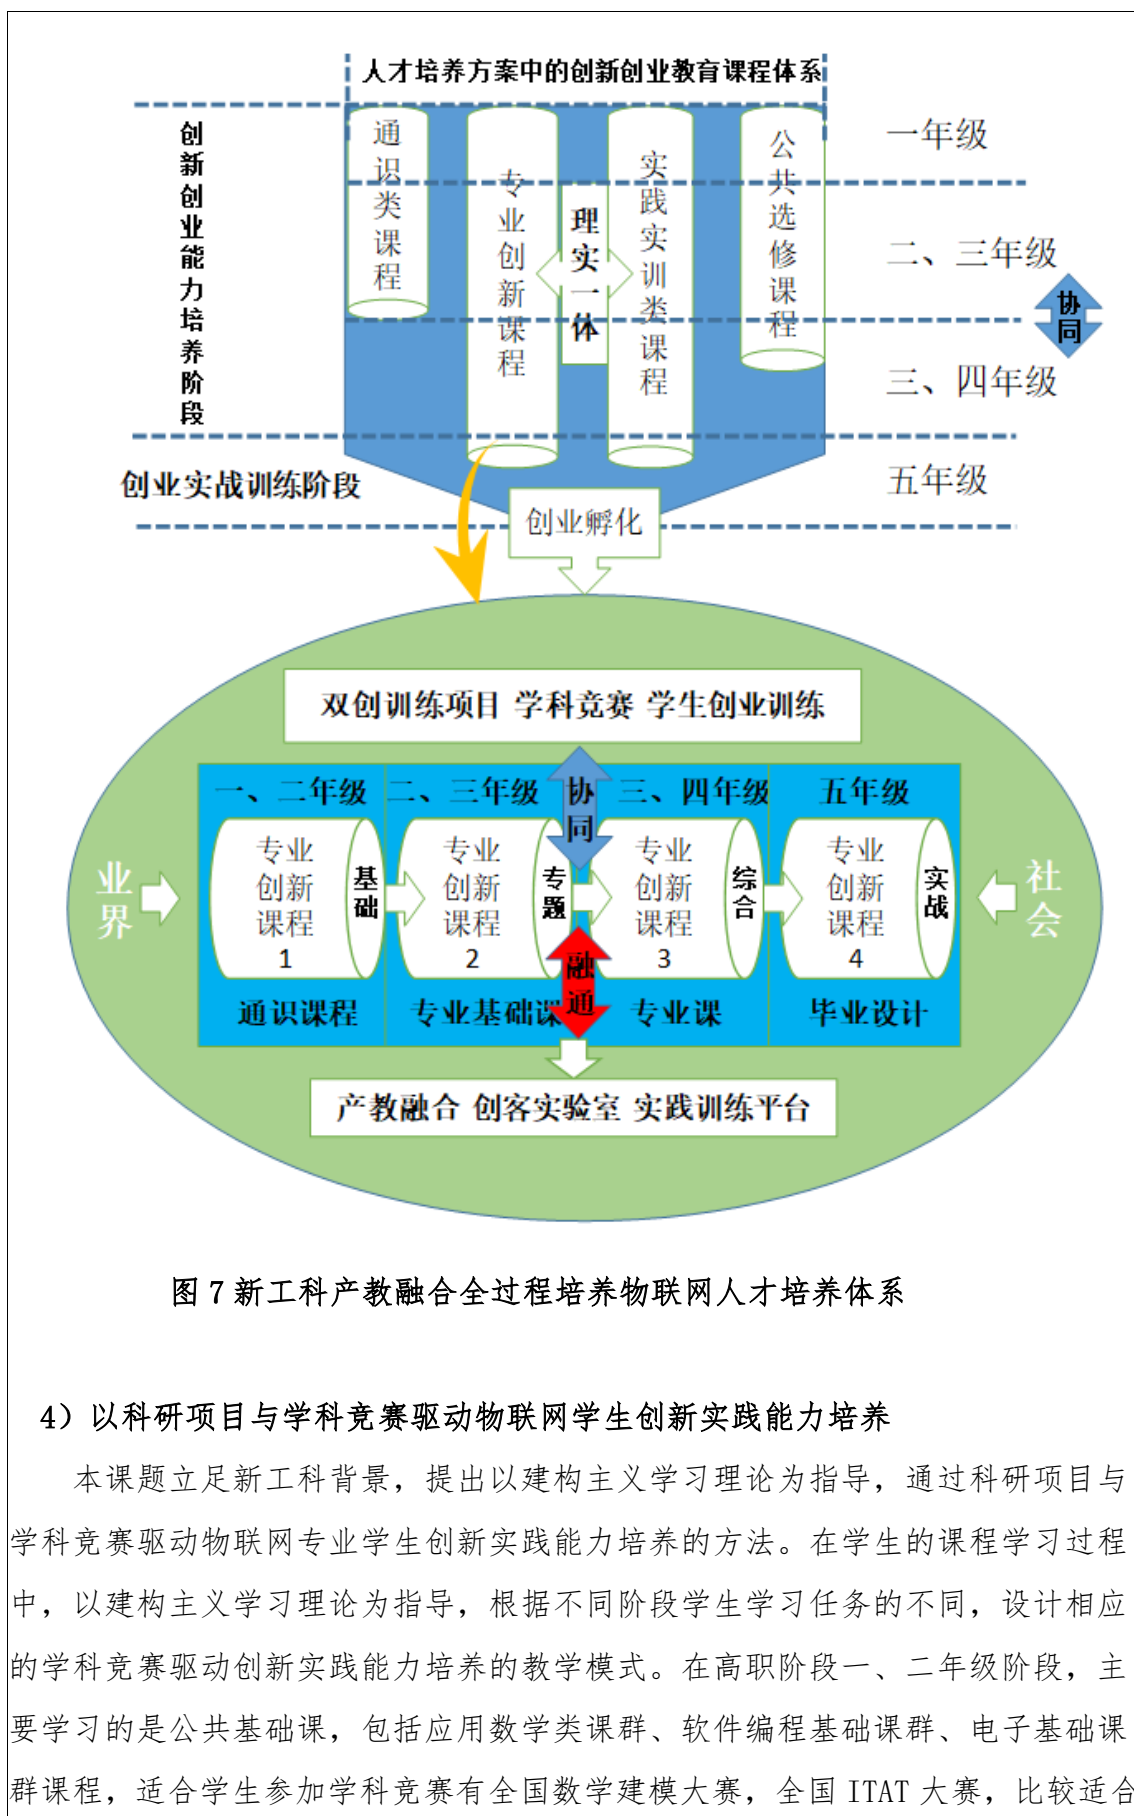 人才培养方案中的创新创业教育课程体系
创新创业能力培养阶段
通识类课程
专业创新课程
理实一体
实践实训类课程
公共选修课程
一年级
二、三年级
协同
三、四年级
创业实战训练阶段
五年级
创业孵化
双创训练项目 学科竞赛 学生创业训练
一、二年级
二、三年级
协同
三、四年级
五年级
业界
专业
创新
课程
1
基础
专业
创新
课程
2
专题
专业
创新
课程
3
综合
专业
创新
课程
4
实战
社会
融通
通识课程
专业基础课
专业课
毕业设计
产教融合 创客实验室 实践训练平台
图 7 新工科产教融合全过程培养物联网人才培养体系
4）以科研项目与学科竞赛驱动物联网学生创新实践能力培养
本课题立足新工科背景，提出以建构主义学习理论为指导，通过科研项目与
学科竞赛驱动物联网专业学生创新实践能力培养的方法。在学生的课程学习过程
中，以建构主义学习理论为指导，根据不同阶段学生学习任务的不同，设计相应
的学科竞赛驱动创新实践能力培养的教学模式。在高职阶段一、二年级阶段，主
要学习的是公共基础课，包括应用数学类课群、软件编程基础课群、电子基础课
群课程，适合学生参加学科竞赛有全国数学建模大赛，全国 ITAT 大赛，比较适合